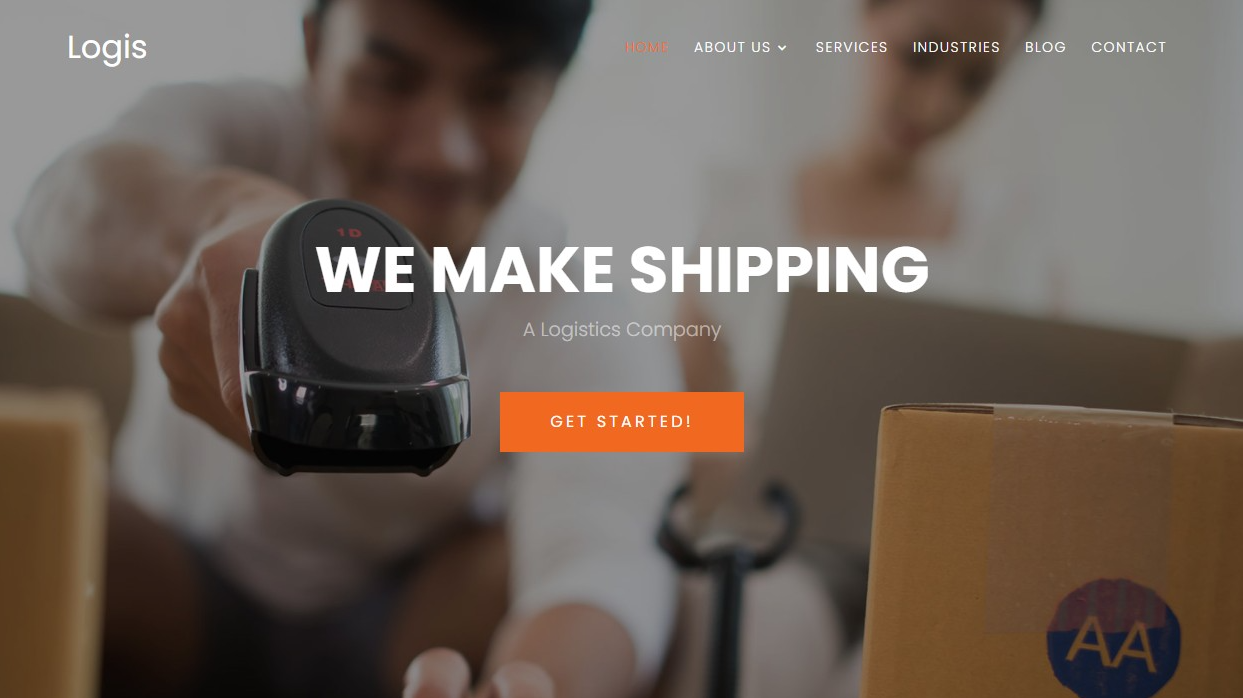 Logis
HOME ABOUT US SERVICES INDUSTRIES BLOG CONTACT
1D
WE MAKE SHIPPING
A Logistics Company
GET STARTED!
AA